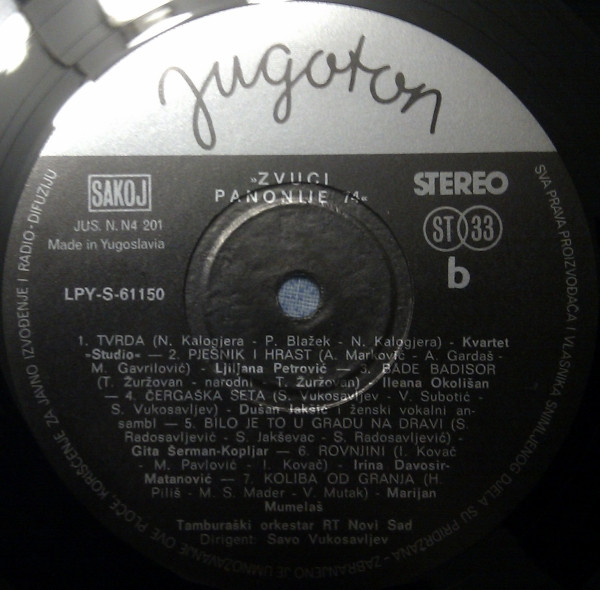 jugoton
SAKOJ
JUS. N. N4 201
Made in Yugoslavia
LPY-S-61150
»ZVUCI
PANONIJE 74«
STEREO
ST 33
b
1. TVRDA (N. Kalogjera - P. Blažek - N. Kalogjera) - Kvartet
»Studio« — 2. PJESNIK I HRAST (A. Marković - A. Gardaš -
M. Gavrilović) - Ljiljana Petrović — 3. BADE BADISOR
(T. Žuržovan - narodni - T. Žuržovan) - Ileana Okolišan
— 4. ČERGAŠKA ŠETA (S. Vukosavljev - V. Subotić -
S. Vukosavljev) - Dušan Jakšić i ženski vokalni an-
sambl — 5. BILO JE TO U GRADU NA DRAVI (S.
Radosavljević - S. Jakševac - S. Radosavljević) -
Gita Šerman-Kopljar — 6. ROVNJINI (I. Kovač
- M. Pavlović - I. Kovač) - Irina Davosir-
Matanović — 7. KOLIBA OD GRANJA (H.
Piliš - M. S. Mader - V. Mutak) - Marijan
Mumelaš
Tamburaški orkestar RT Novi Sad
Dirigent: Savo Vukosavljev
SVA PRAVA PROIZVOĐAČA I VLASNIKA SNIMLJENOG DJELA SU PRIDRŽANA - ZABRANJENO JE UMNOŽAVANJE OVE PLOČE, KORIŠĆENJE ZA JAVNO IZVOĐENJE I RADIO-DIFUZIJU